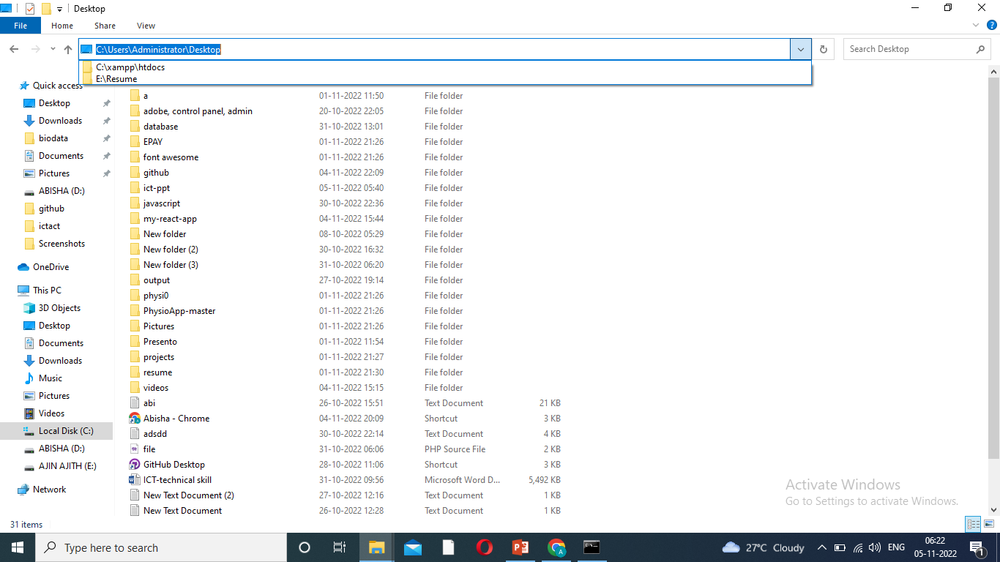 Desktop
File Home Share View
C:\Users\Administrator\Desktop
Search Desktop
C:\xampp\htdocs
E:\Resume
Quick access
Desktop
Downloads
biodata
Documents
Pictures
ABISHA (D:)
github
ictact
Screenshots
OneDrive
This PC
3D Objects
Desktop
Documents
Downloads
Music
Pictures
Videos
Local Disk (C:)
ABISHA (D:)
AJIN AJITH (E:)
Network
a 01-11-2022 11:50 File folder
adobe, control panel, admin 20-10-2022 22:05 File folder
database 31-10-2022 13:01 File folder
EPAY 01-11-2022 21:26 File folder
font awesome 01-11-2022 21:26 File folder
github 04-11-2022 22:09 File folder
ict-ppt 05-11-2022 05:40 File folder
javascript 30-10-2022 22:36 File folder
my-react-app 04-11-2022 15:44 File folder
New folder 08-10-2022 05:29 File folder
New folder (2) 30-10-2022 16:32 File folder
New folder (3) 31-10-2022 06:20 File folder
output 27-10-2022 19:14 File folder
physi0 01-11-2022 21:26 File folder
PhysioApp-master 01-11-2022 21:26 File folder
Pictures 01-11-2022 21:26 File folder
Presento 01-11-2022 11:54 File folder
projects 01-11-2022 21:27 File folder
resume 01-11-2022 21:30 File folder
videos 04-11-2022 15:15 File folder
abi 26-10-2022 15:51 Text Document 21 KB
Abisha - Chrome 04-11-2022 20:09 Shortcut 3 KB
adsdd 30-10-2022 22:14 Text Document 4 KB
file 31-10-2022 06:06 PHP Source File 2 KB
GitHub Desktop 28-10-2022 11:06 Shortcut 3 KB
ICT-technical skill 31-10-2022 09:56 Microsoft Word D... 5,492 KB
New Text Document (2) 27-10-2022 12:16 Text Document 1 KB
New Text Document 26-10-2022 12:28 Text Document 1 KB
Activate Windows
Go to Settings to activate Windows.
31 items
Type here to search
27°C Cloudy
ENG
06:22
05-11-2022
1